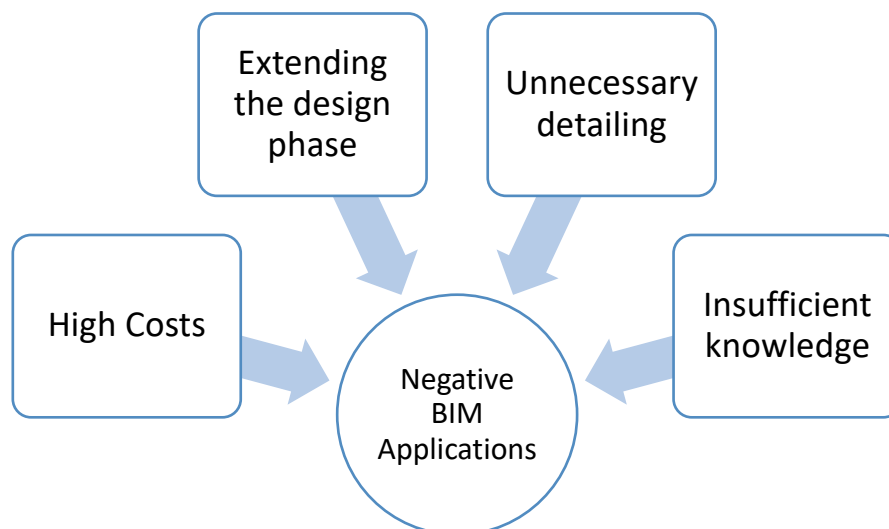 Extending
the design
phase
Unnecessary
detailing
High Costs
Insufficient
knowledge
Negative
BIM
Applications